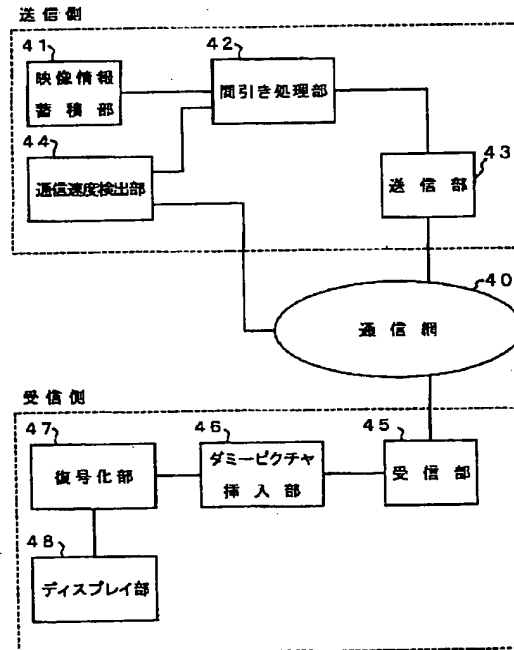 送信側
41
映像情報
蓄積部
42
間引き処理部
44
通信速度検出部
43
送信部
40
通信網
受信側
47
復号化部
46
ダミーピクチャ
挿入部
45
受信部
48
ディスプレイ部